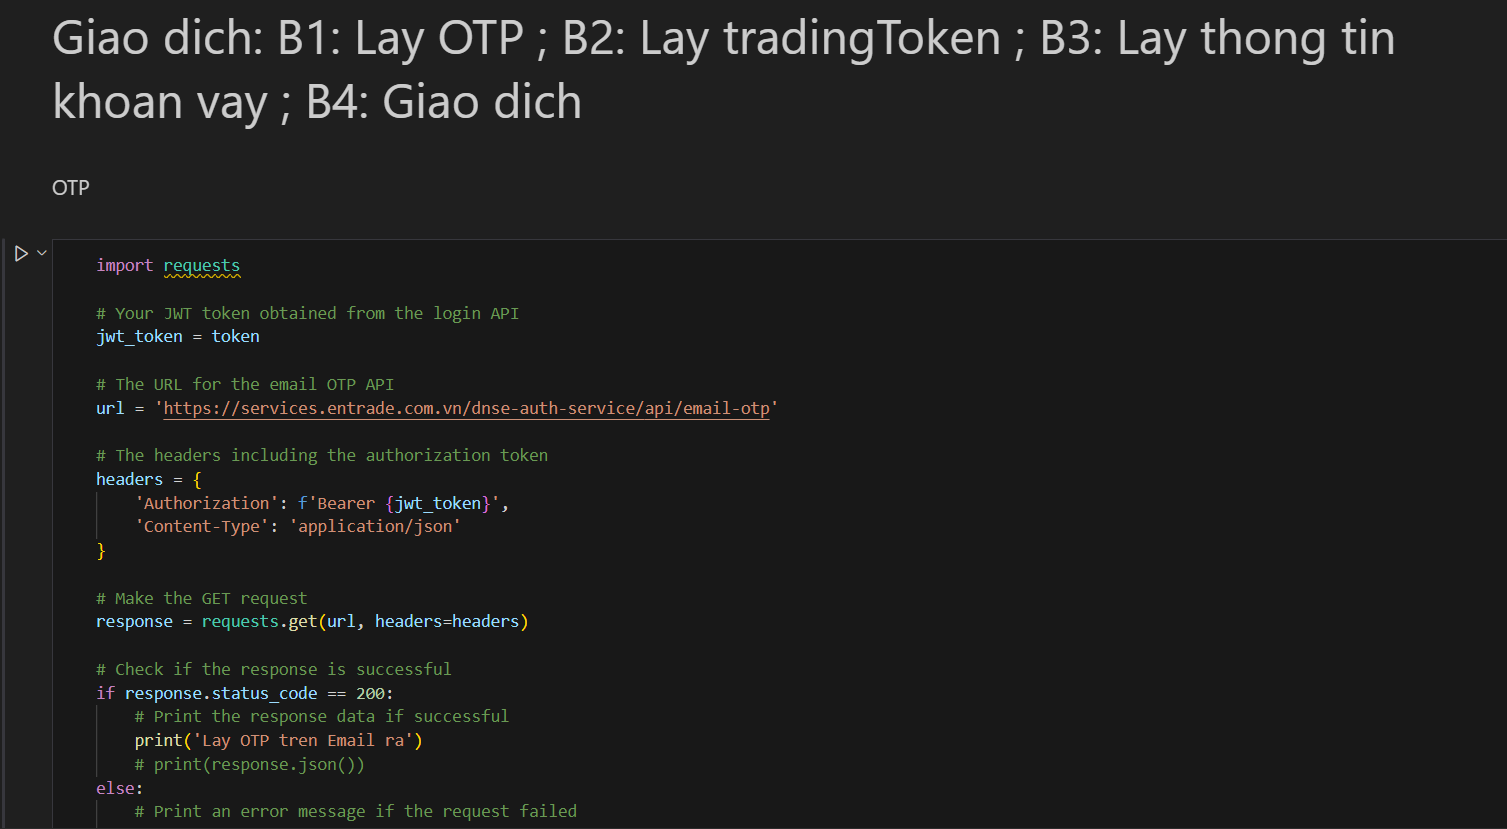 Giao dich: B1: Lay OTP ; B2: Lay tradingToken ; B3: Lay thong tin
khoan vay ; B4: Giao dich
OTP
import requests
# Your JWT token obtained from the login API
jwt_token = token
# The URL for the email OTP API
url = 'https://services.entrade.com.vn/dnse-auth-service/api/email-otp'
# The headers including the authorization token
headers = {
    'Authorization': f'Bearer {jwt_token}',
    'Content-Type': 'application/json'
}
# Make the GET request
response = requests.get(url, headers=headers)
# Check if the response is successful
if response.status_code == 200:
    # Print the response data if successful
    print('Lay OTP tren Email ra')
    # print(response.json())
else:
    # Print an error message if the request failed